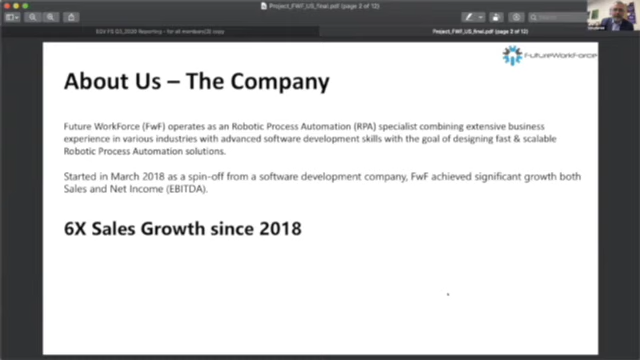 Project_FWF_US_final.pdf (page 2 of 12)
Search
EGV FS Q3_2020 Reporting - for all members(3) copy
Project_FWF_US_final.pdf (page 2 of 12)
FutureWorkForce
About Us – The Company
Future WorkForce (FwF) operates as an Robotic Process Automation (RPA) specialist combining extensive business
experience in various industries with advanced software development skills with the goal of designing fast & scalable
Robotic Process Automation solutions.
Started in March 2018 as a spin-off from a software development company, FwF achieved significant growth both
Sales and Net Income (EBITDA).
6X Sales Growth since 2018